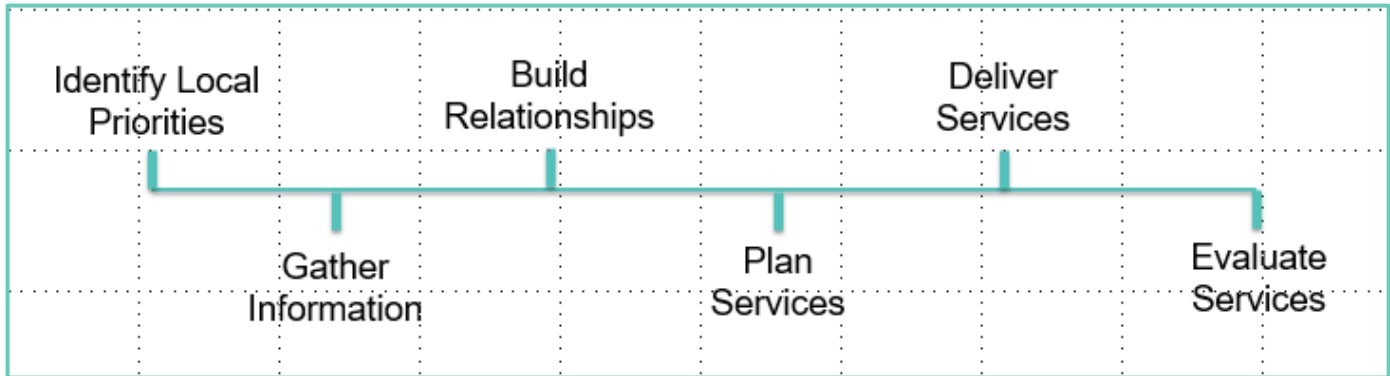 Identify Local
Priorities
Gather
Information
Build
Relationships
Plan
Services
Deliver
Services
Evaluate
Services